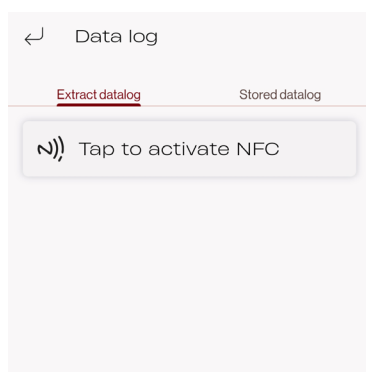 Data log
Extract datalog
Stored datalog
Tap to activate NFC